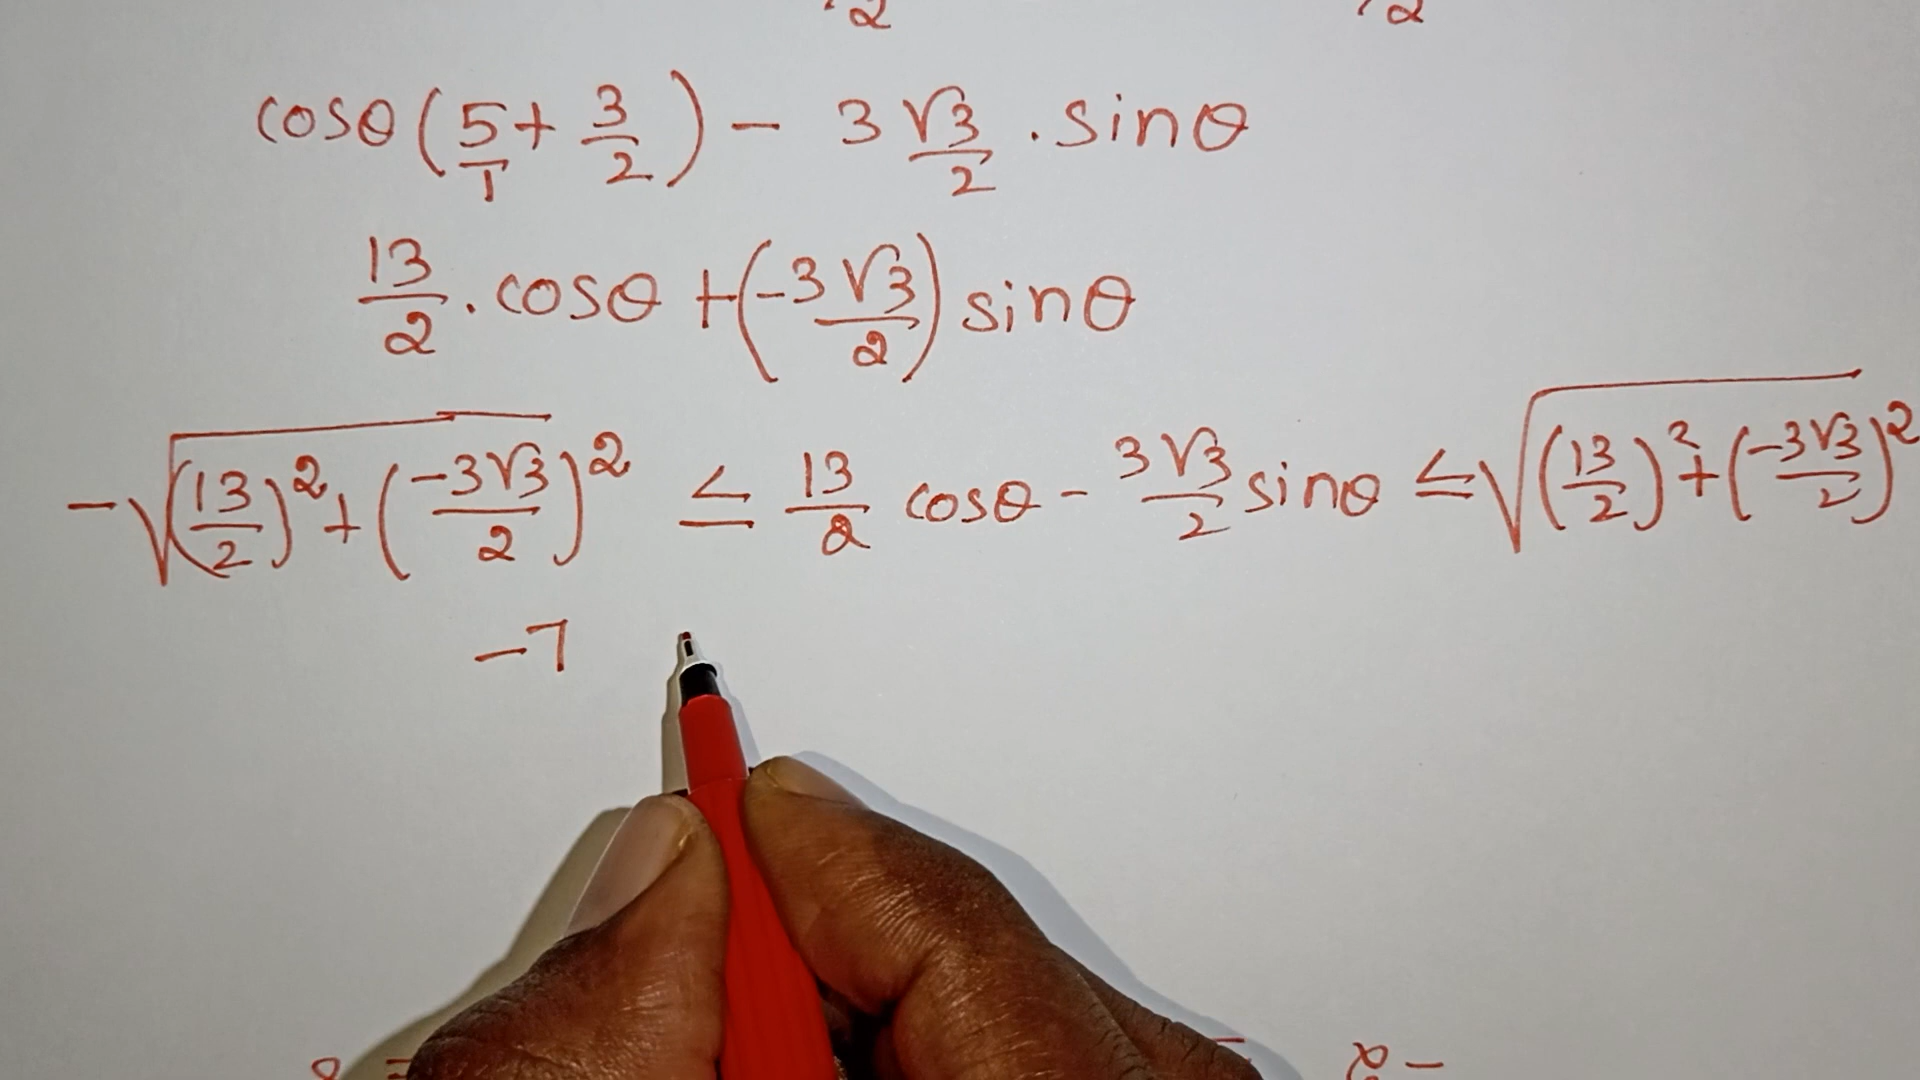 2 2
cosθ(5/1 + 3/2) - 3√3/2 . sinθ
13/2 . cosθ + (-3√3/2) sinθ
-√(13/2)² + (-3√3/2)² ≤ 13/2 cosθ - 3√3/2 sinθ ≤ √(13/2)² + (-3√3/2)²
-7